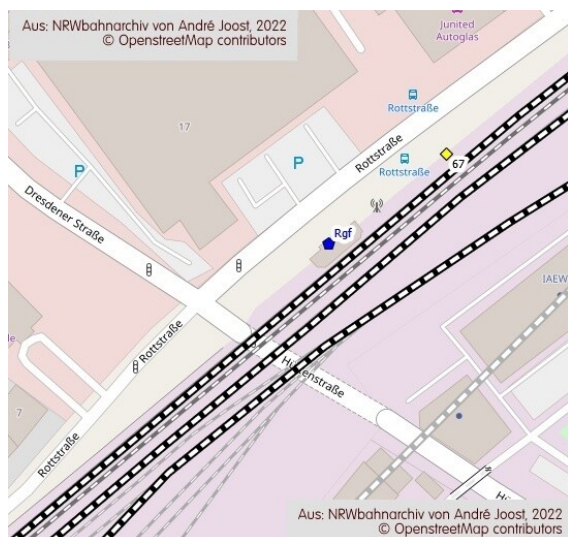 Aus: NRWbahnarchiv von André Joost, 2022
© OpenstreetMap contributors
Junited
Autoglas
17
P
P
Rottstraße
Rottstraße
Rottstraße
67
Dresdener Straße
Rgf
IAEW
Rottstraße
Hüttenstraße
7
Rottstraße
Aus: NRWbahnarchiv von André Joost, 2022
© OpenstreetMap contributors